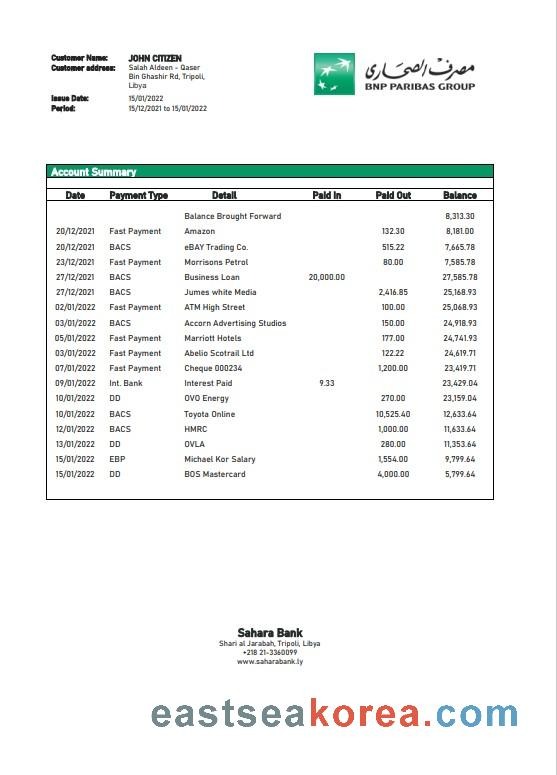 Customer Name: JOHN CITIZEN
Customer address: Salah Aldeen - Qaser
Bin Ghashir Rd, Tripoli,
Libya
Issue Date: 15/01/2022
Period: 15/12/2021 to 15/01/2022
مصرف الصحاري
BNP PARIBAS GROUP
Account Summary
Date Payment Type Detail Paid In Paid Out Balance
Balance Brought Forward 8,313.30
20/12/2021 Fast Payment Amazon 132.30 8,181.00
20/12/2021 BACS eBAY Trading Co. 515.22 7,665.78
23/12/2021 Fast Payment Morrisons Petrol 80.00 7,585.78
27/12/2021 BACS Business Loan 20,000.00 27,585.78
27/12/2021 BACS Jumes white Media 2,416.85 25,168.93
02/01/2022 Fast Payment ATM High Street 100.00 25,068.93
03/01/2022 BACS Accorn Advertising Studios 150.00 24,918.93
05/01/2022 Fast Payment Marriott Hotels 177.00 24,741.93
03/01/2022 Fast Payment Abelio Scotrail Ltd 122.22 24,619.71
07/01/2022 Fast Payment Cheque 000234 1,200.00 23,419.71
09/01/2022 Int. Bank Interest Paid 9.33 23,429.04
10/01/2022 DD OVO Energy 270.00 23,159.04
10/01/2022 BACS Toyota Online 10,525.40 12,633.64
12/01/2022 BACS HMRC 1,000.00 11,633.64
13/01/2022 DD OVLA 280.00 11,353.64
15/01/2022 EBP Michael Kor Salary 1,554.00 9,799.64
15/01/2022 DD BOS Mastercard 4,000.00 5,799.64
Sahara Bank
Shari al Jarabah, Tripoli, Libya
+218 21-3360099
www.saharabank.ly
eastseakorea.com